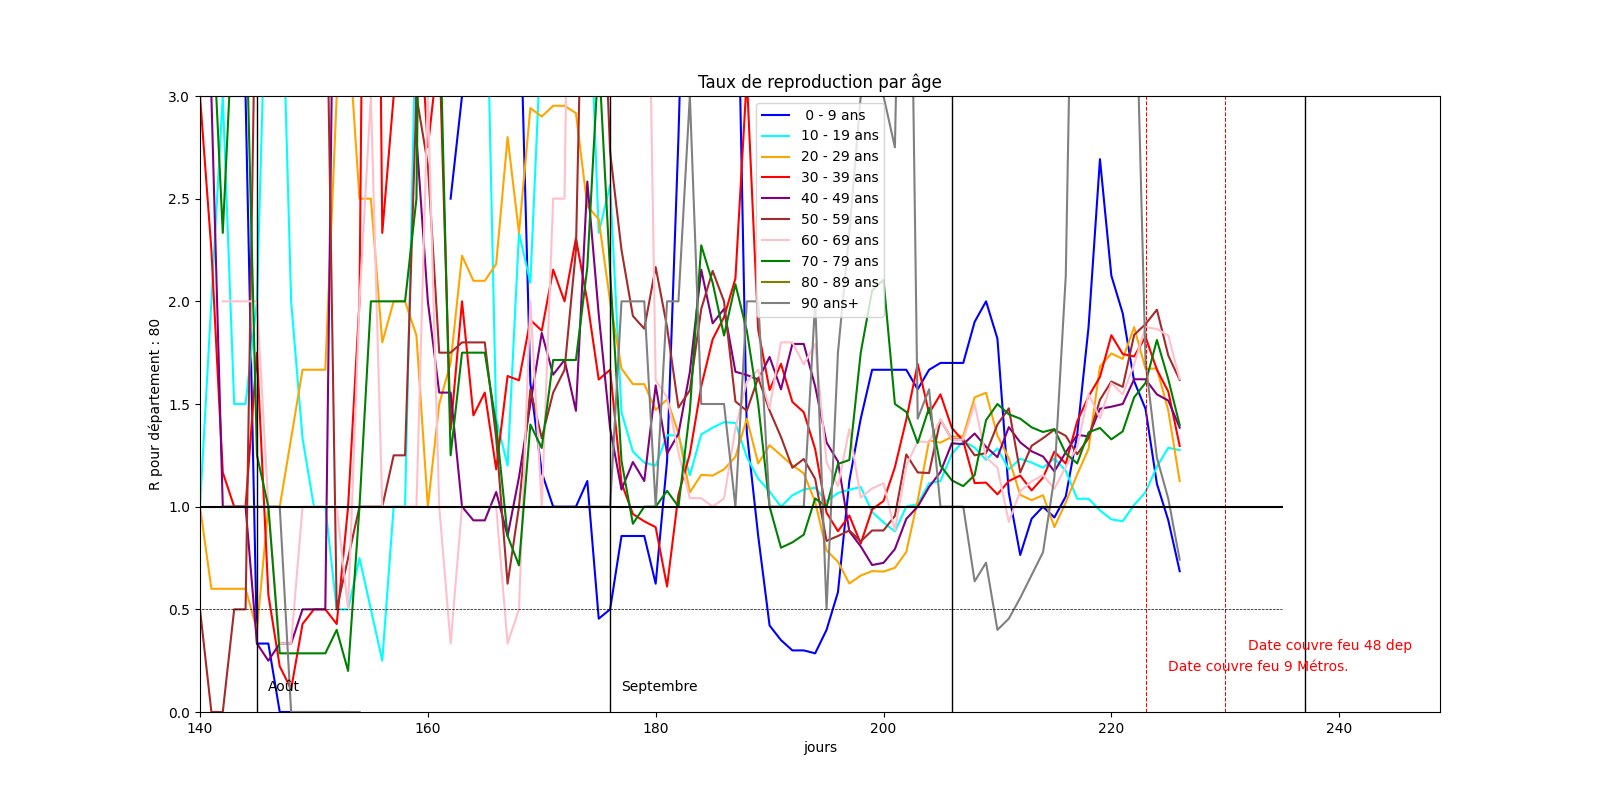 Taux de reproduction par âge
R pour département : 80
3.0
2.5
2.0
1.5
1.0
0.5
0.0
0 - 9 ans
10 - 19 ans
20 - 29 ans
30 - 39 ans
40 - 49 ans
50 - 59 ans
60 - 69 ans
70 - 79 ans
80 - 89 ans
90 ans+
Date couvre feu 48 dep
Date couvre feu 9 Métros.
Août
Septembre
140
160
180
200
220
240
jours